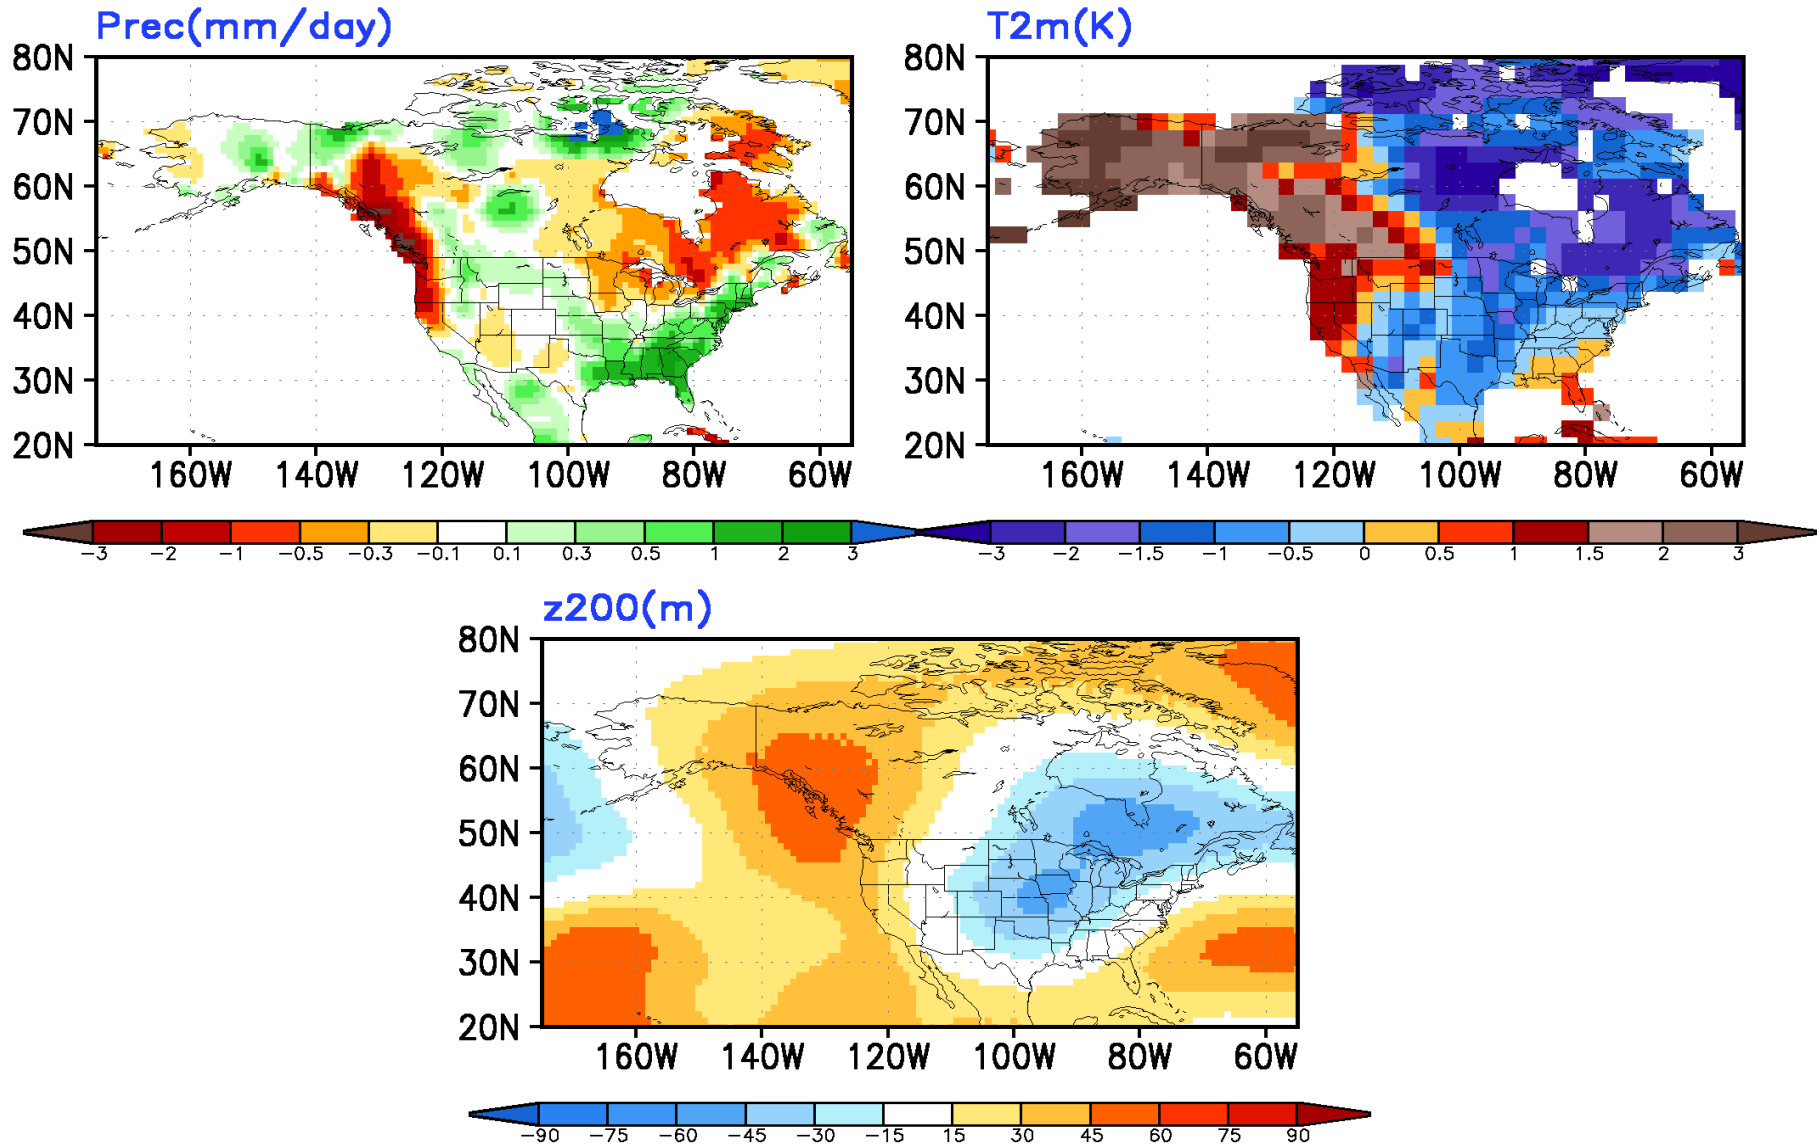 Prec(mm/day)
80N
70N
60N
50N
40N
30N
20N
160W 140W 120W 100W 80W 60W
−3 −2 −1 −0.5 −0.3 −0.1 0.1 0.3 0.5 1 2 3
T2m(K)
80N
70N
60N
50N
40N
30N
20N
160W 140W 120W 100W 80W 60W
−3 −2 −1.5 −1 −0.5 0 0.5 1 1.5 2 3
z200(m)
80N
70N
60N
50N
40N
30N
20N
160W 140W 120W 100W 80W 60W
−90 −75 −60 −45 −30 −15 15 30 45 60 75 90